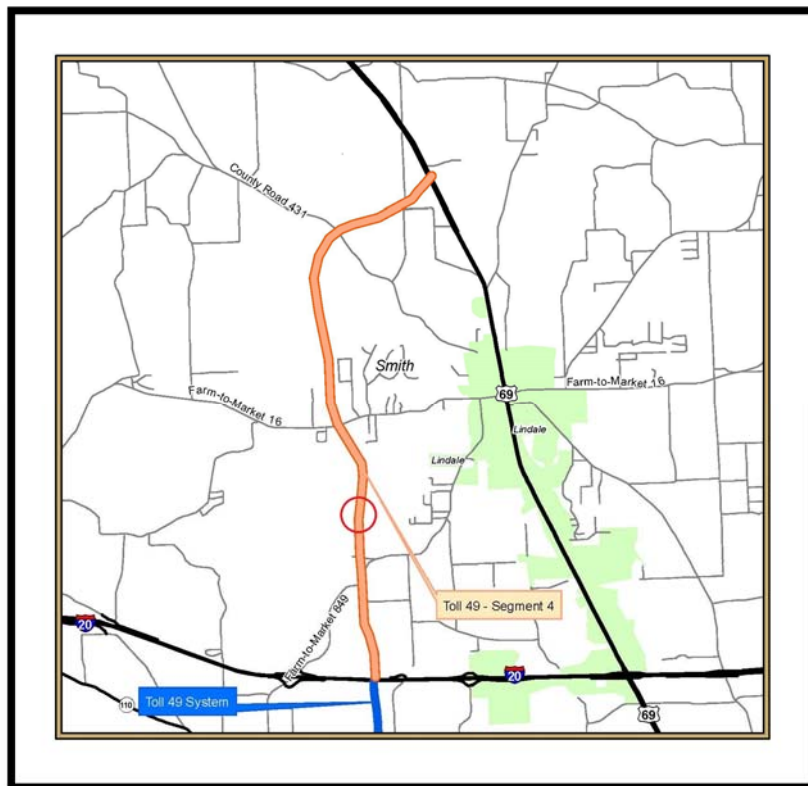 County Road 431
Smith
Farm-to-Market 16
69
Farm-to-Market 16
Lindale
Lindale
Toll 49 - Segment 4
Farm-to-Market 849
20
20
110
Toll 49 System
69